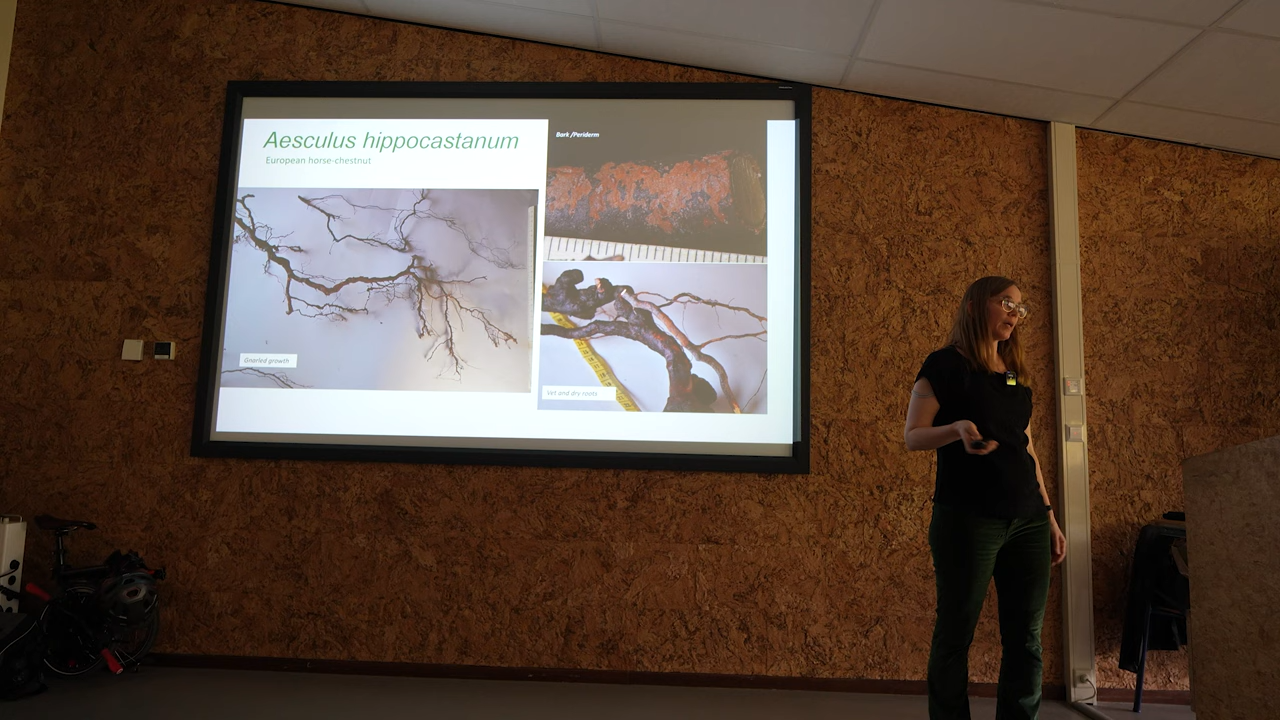 Aesculus hippocastanum
European horse-chestnut
Bark /Periderm
Gnarled growth
Wet and dry roots